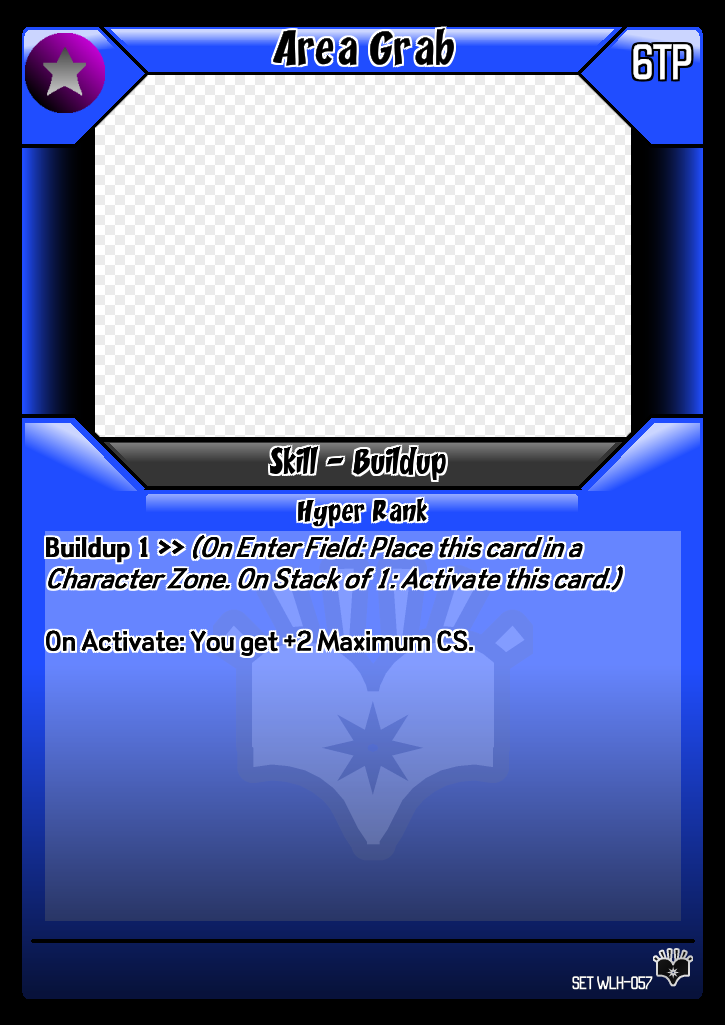 Area Grab
6TP
Skill - Buildup
Hyper Rank
Buildup 1 >> (On Enter Field: Place this card in a
Character Zone. On Stack of 1: Activate this card.)
On Activate: You get +2 Maximum CS.
SET WLH-057